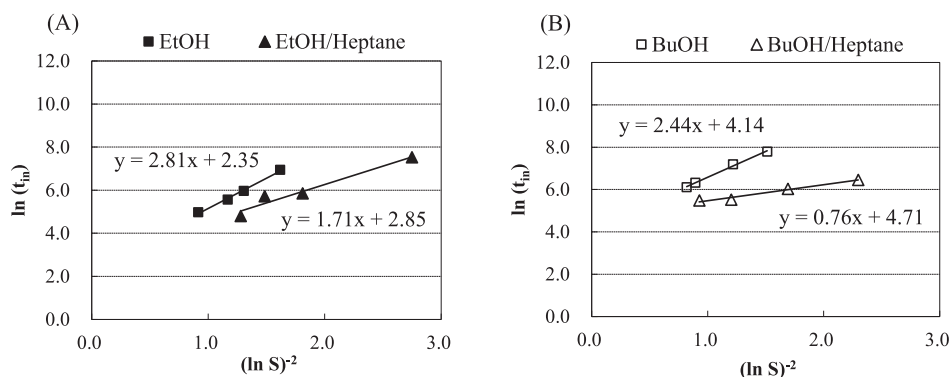 (A)
■ EtOH ▲ EtOH/Heptane
12.0
10.0
8.0
6.0
4.0
2.0
0.0
ln (t_in)
y = 2.81x + 2.35
y = 1.71x + 2.85
0.0 1.0 2.0 3.0
(ln S)⁻²
(B)
□ BuOH △ BuOH/Heptane
12.0
10.0
8.0
6.0
4.0
2.0
0.0
ln (t_in)
y = 2.44x + 4.14
y = 0.76x + 4.71
0.0 1.0 2.0 3.0
(ln S)⁻²